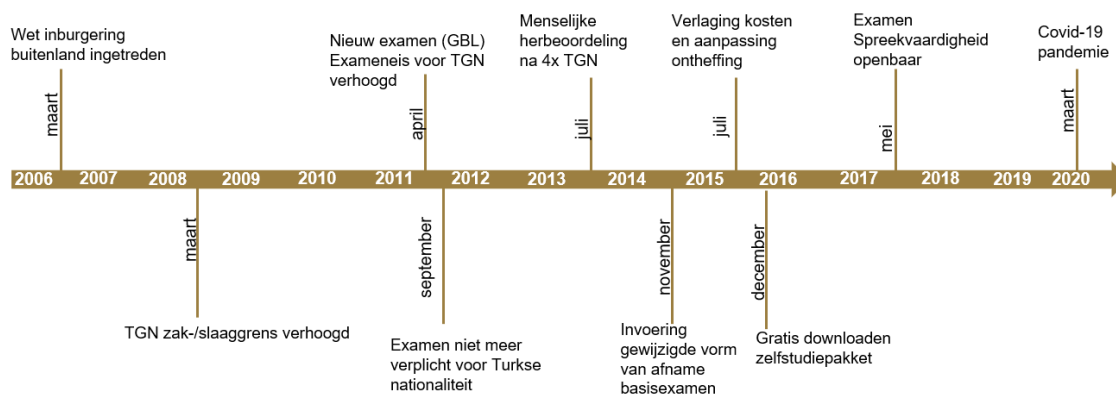 Wet inburgering
buitenland ingetreden
maart
Nieuw examen (GBL)
Exameneis voor TGN
verhoogd
april
Menselijke
herbeoordeling
na 4x TGN
juli
Verlaging kosten
en aanpassing
ontheffing
juli
Examen
Spreekvaardigheid
openbaar
mei
Covid-19
pandemie
maart
2006 2007 2008 2009 2010 2011 2012 2013 2014 2015 2016 2017 2018 2019 2020
maart
TGN zak-/slaaggrens verhoogd
september
Examen niet meer
verplicht voor Turkse
nationaliteit
november
Invoering
gewijzigde vorm
van afname
basisexamen
december
Gratis downloaden
zelfstudiepakket